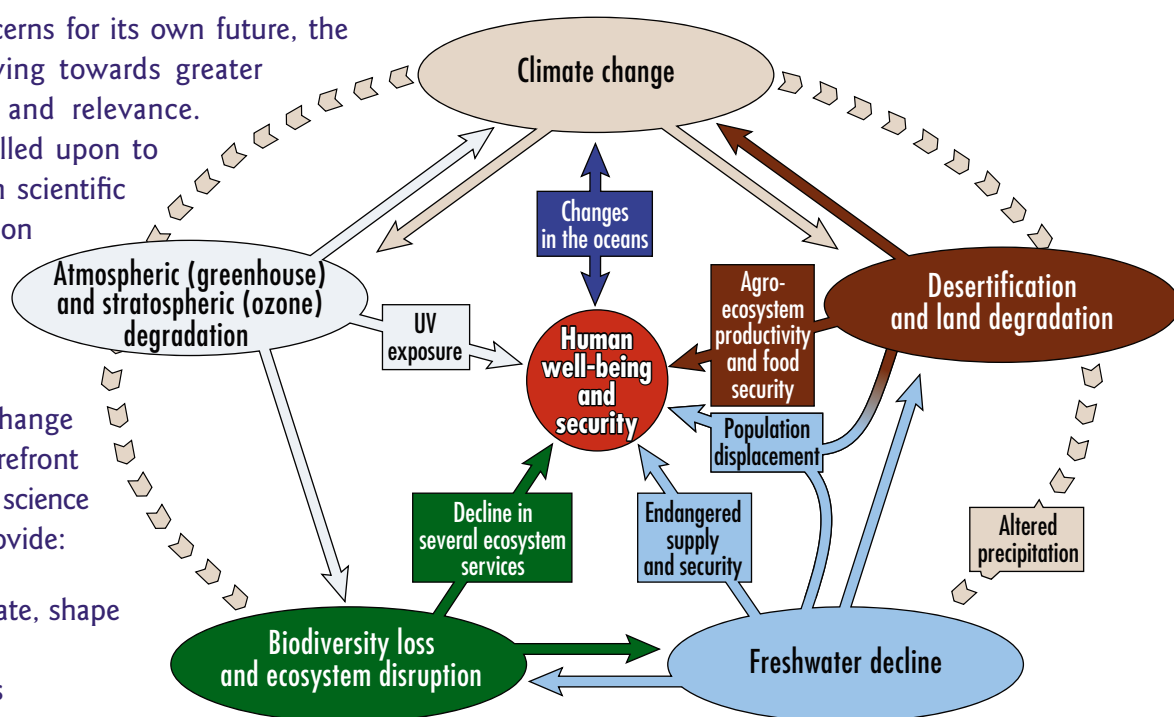 cerns for its own future, the
ving towards greater
and relevance.
lled upon to
n scientific
on
hange
refront
science
ovide:
ate, shape
s
Climate change
Changes
in the oceans
Atmospheric (greenhouse)
and stratospheric (ozone)
degradation
UV
exposure
Human
well-being
and
security
Agro-
ecosystem
productivity
and food
security
Desertification
and land degradation
Population
displacement
Decline in
several ecosystem
services
Endangered
supply
and security
Altered
precipitation
Biodiversity loss
and ecosystem disruption
Freshwater decline